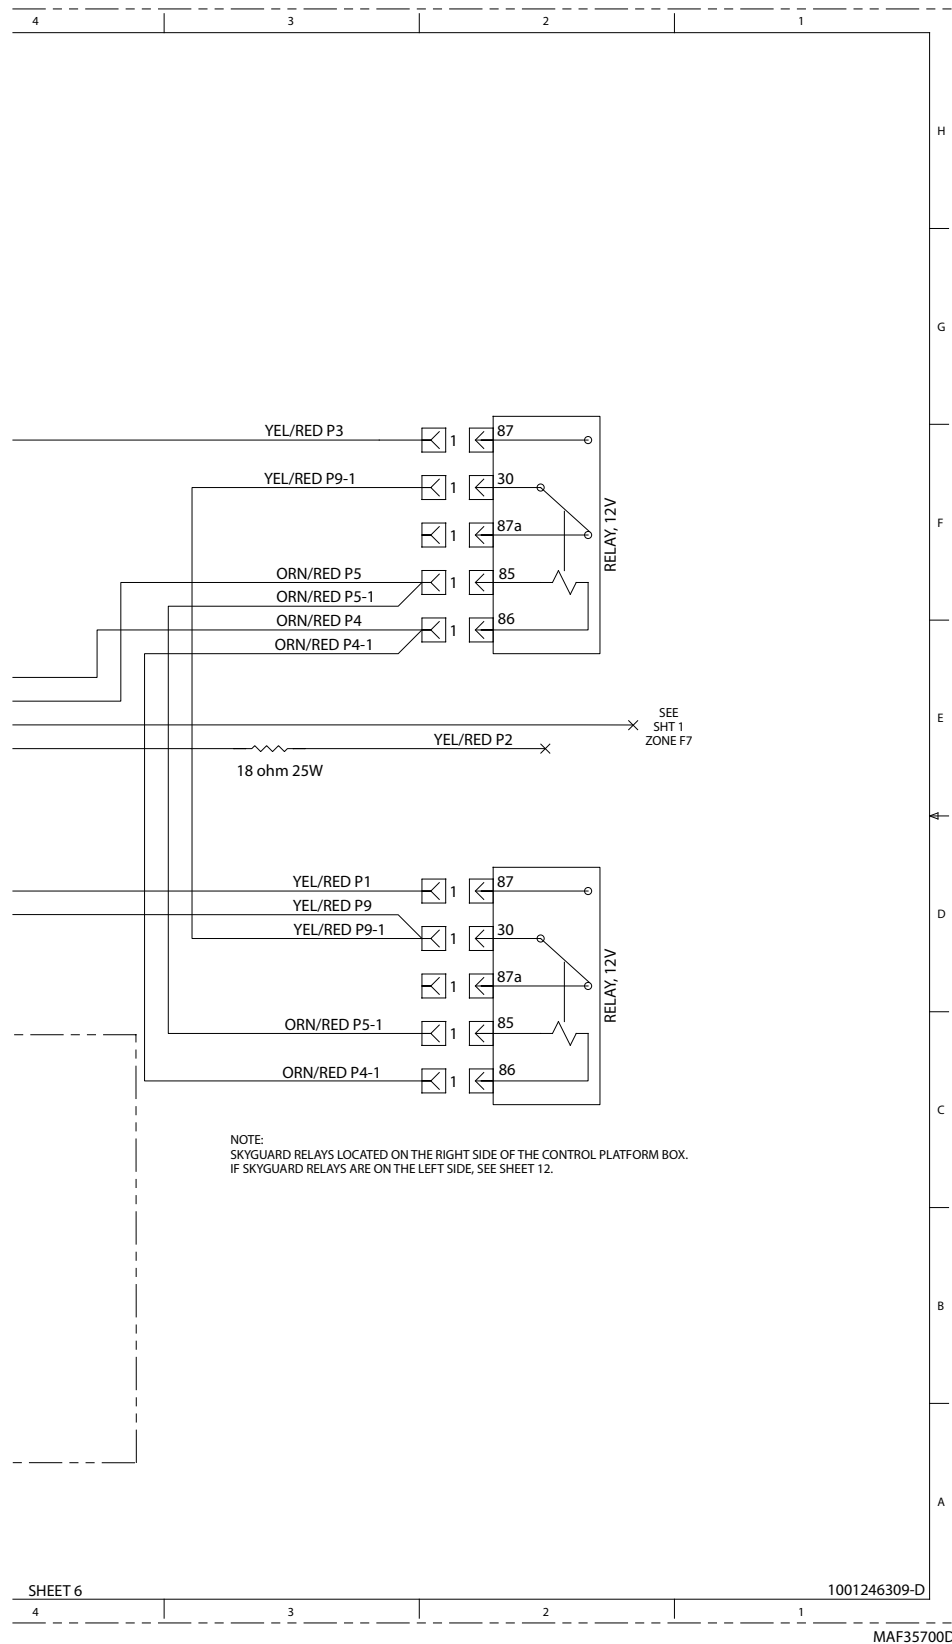 4 3 2 1
H
G
YEL/RED P3 1 87
YEL/RED P9-1 1 30
F
1 87a
RELAY, 12V
ORN/RED P5 1 85
ORN/RED P5-1
ORN/RED P4 1 86
ORN/RED P4-1
SEE
SHT 1
ZONE F7
E
YEL/RED P2
18 ohm 25W
YEL/RED P1 1 87
YEL/RED P9
D
YEL/RED P9-1 1 30
1 87a
RELAY, 12V
ORN/RED P5-1 1 85
ORN/RED P4-1 1 86
C
NOTE:
SKYGUARD RELAYS LOCATED ON THE RIGHT SIDE OF THE CONTROL PLATFORM BOX.
IF SKYGUARD RELAYS ARE ON THE LEFT SIDE, SEE SHEET 12.
B
A
SHEET 6 1001246309-D
4 3 2 1
MAF35700D